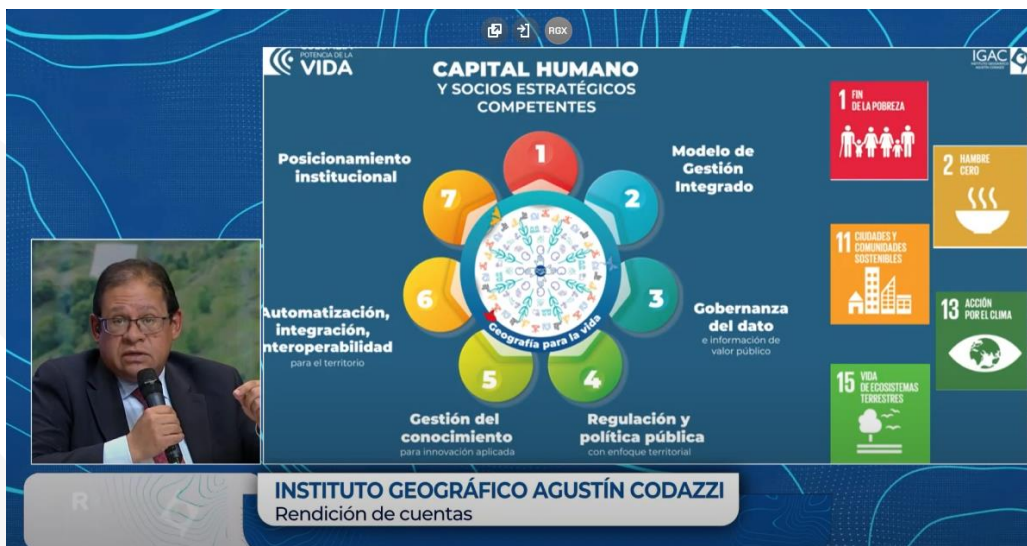 RGX
POTENCIA DE LA
VIDA
IGAC
CAPITAL HUMANO
Y SOCIOS ESTRATÉGICOS
COMPETENTES
1
Modelo de
Gestión
Integrado
2
Gobernanza
del dato
e información de
valor público
3
Regulación y
política pública
con enfoque territorial
4
Gestión del
conocimiento
para innovación aplicada
5
Automatización,
integración,
nteroperabilidad
para el territorio
6
Posicionamiento
institucional
7
Geografía para la vida
1 FIN
DE LA POBREZA
2 HAMBRE
CERO
11 CIUDADES Y
COMUNIDADES
SOSTENIBLES
13 ACCIÓN
POR EL CLIMA
15 VIDA
DE ECOSISTEMAS
TERRESTRES
R
INSTITUTO GEOGRÁFICO AGUSTÍN CODAZZI
Rendición de cuentas